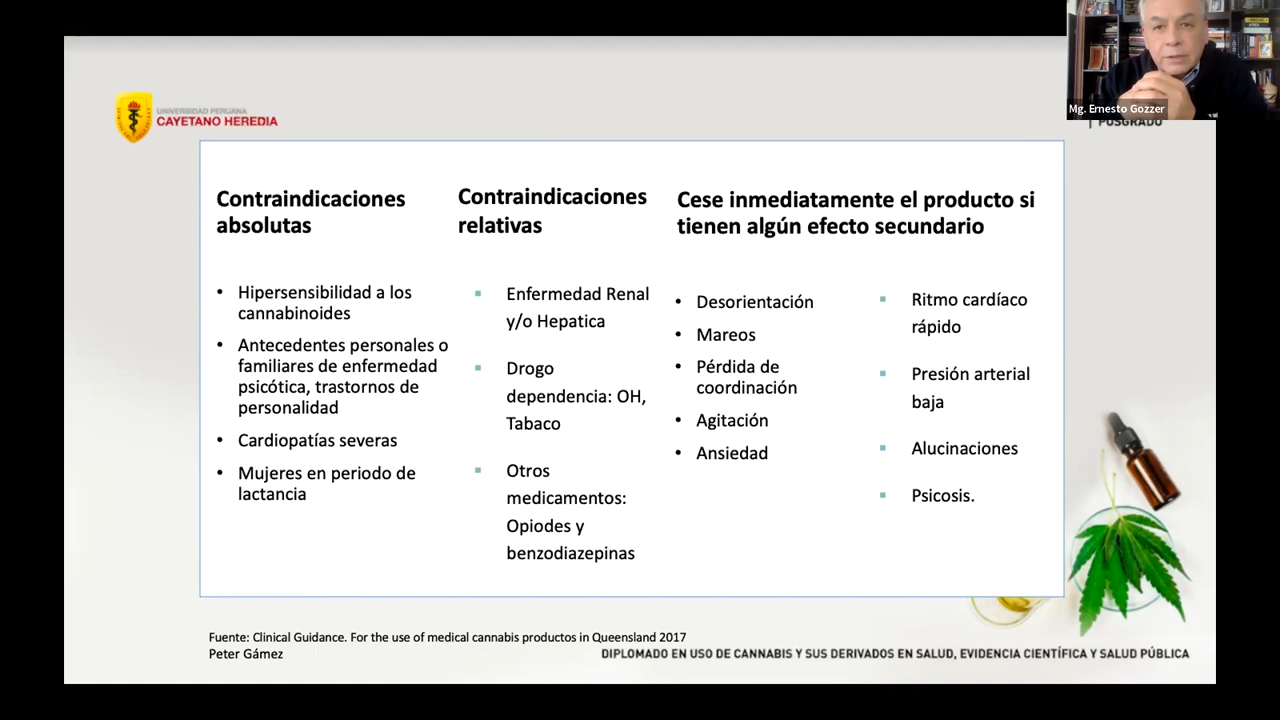 Mg. Ernesto Gozzer
UNIVERSIDAD PERUANA
CAYETANO HEREDIA
POSGRADO
Contraindicaciones
absolutas
Hipersensibilidad a los
cannabinoides
Antecedentes personales o
familiares de enfermedad
psicótica, trastornos de
personalidad
Cardiopatías severas
Mujeres en periodo de
lactancia
Contraindicaciones
relativas
Enfermedad Renal
y/o Hepatica
Drogo
dependencia: OH,
Tabaco
Otros
medicamentos:
Opiodes y
benzodiazepinas
Cese inmediatamente el producto si
tienen algún efecto secundario
Desorientación
Mareos
Pérdida de
coordinación
Agitación
Ansiedad
Ritmo cardíaco
rápido
Presión arterial
baja
Alucinaciones
Psicosis.
Fuente: Clinical Guidance. For the use of medical cannabis productos in Queensland 2017
Peter Gámez
DIPLOMADO EN USO DE CANNABIS Y SUS DERIVADOS EN SALUD, EVIDENCIA CIENTÍFICA Y SALUD PÚBLICA